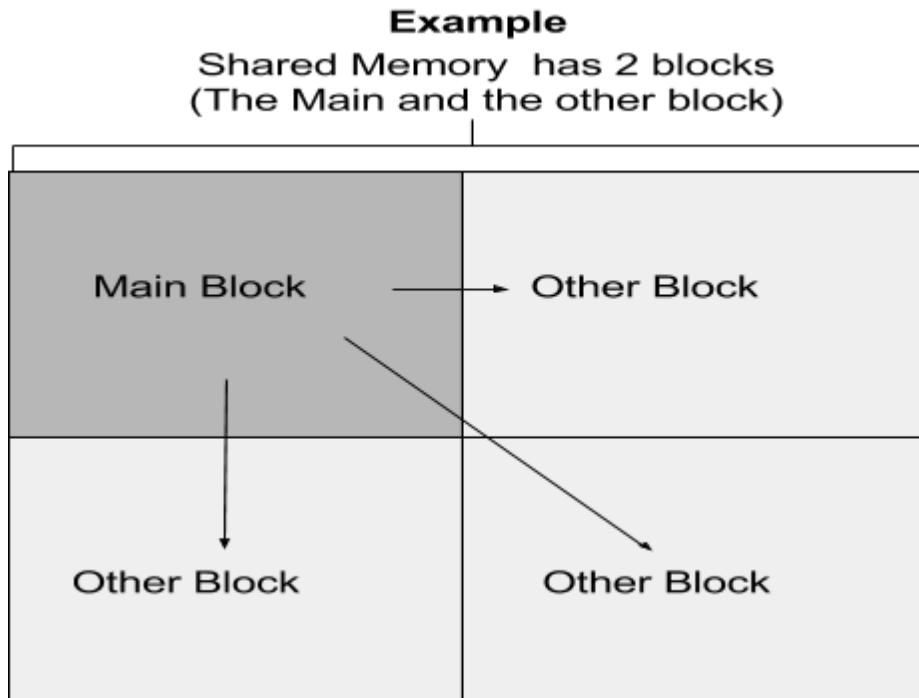 Example
Shared Memory has 2 blocks
(The Main and the other block)
Main Block
Other Block
Other Block
Other Block